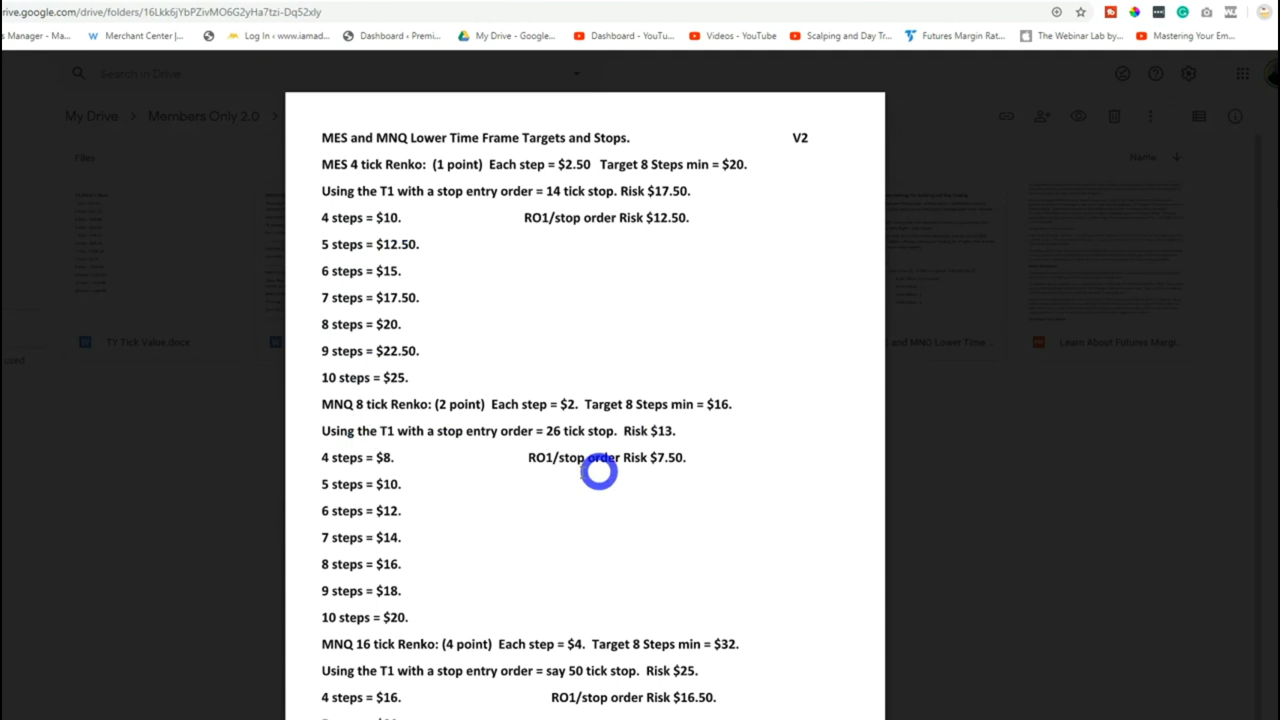 rive.google.com/drive/folders/16Lkk6jYbPZivMO6G2yHa7tzi-Dq52xly
s Manager - Ma... Merchant Center |... Log In ‹ www.iamad... Dashboard ‹ Premi... My Drive - Google... Dashboard - YouTu... Videos - YouTube Scalping and Day Tr... Futures Margin Rat... The Webinar Lab by... Mastering Your Em...
Search in Drive
My Drive > Members Only 2.0 >
Files Name
MES and MNQ Lower Time Frame Targets and Stops. V2
MES 4 tick Renko: (1 point) Each step = $2.50 Target 8 Steps min = $20.
Using the T1 with a stop entry order = 14 tick stop. Risk $17.50.
4 steps = $10. RO1/stop order Risk $12.50.
5 steps = $12.50.
6 steps = $15.
7 steps = $17.50.
8 steps = $20.
9 steps = $22.50.
10 steps = $25.
MNQ 8 tick Renko: (2 point) Each step = $2. Target 8 Steps min = $16.
Using the T1 with a stop entry order = 26 tick stop. Risk $13.
4 steps = $8. RO1/stop order Risk $7.50.
5 steps = $10.
6 steps = $12.
7 steps = $14.
8 steps = $16.
9 steps = $18.
10 steps = $20.
MNQ 16 tick Renko: (4 point) Each step = $4. Target 8 Steps min = $32.
Using the T1 with a stop entry order = say 50 tick stop. Risk $25.
4 steps = $16. RO1/stop order Risk $16.50.
TY Tick Value.docx
and MNQ Lower Time ...
Learn About Futures Margi...